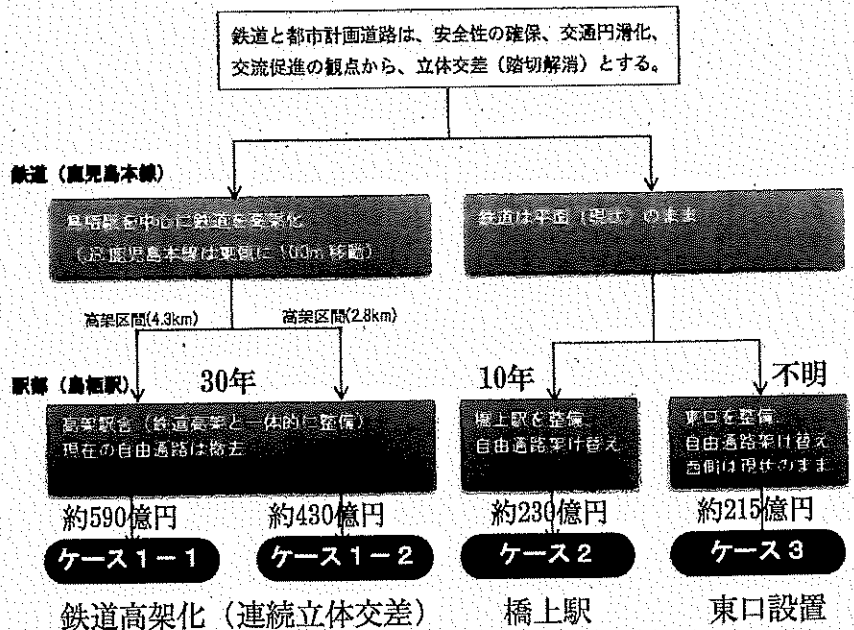 鉄道と都市計画道路は、安全性の確保、交通円滑化、
交流促進の観点から、立体交差（踏切解消）とする。
鉄道（鹿児島本線）
鳥栖駅を中心に鉄道を高架化
（JR鹿児島本線は東側に100m移動）
鉄道は平面（現状）のまま
高架区間(4.3km)
高架区間(2.8km)
駅部（鳥栖駅）
30年
10年
不明
高架駅舎（鉄道高架と一体的に整備）
現在の自由通路は撤去
橋上駅を整備
自由通路架け替え
東口を整備
自由通路架け替え
西側は現状のまま
約590億円
約430億円
約230億円
約215億円
ケース1－1
ケース1－2
ケース2
ケース3
鉄道高架化（連続立体交差）
橋上駅
東口設置